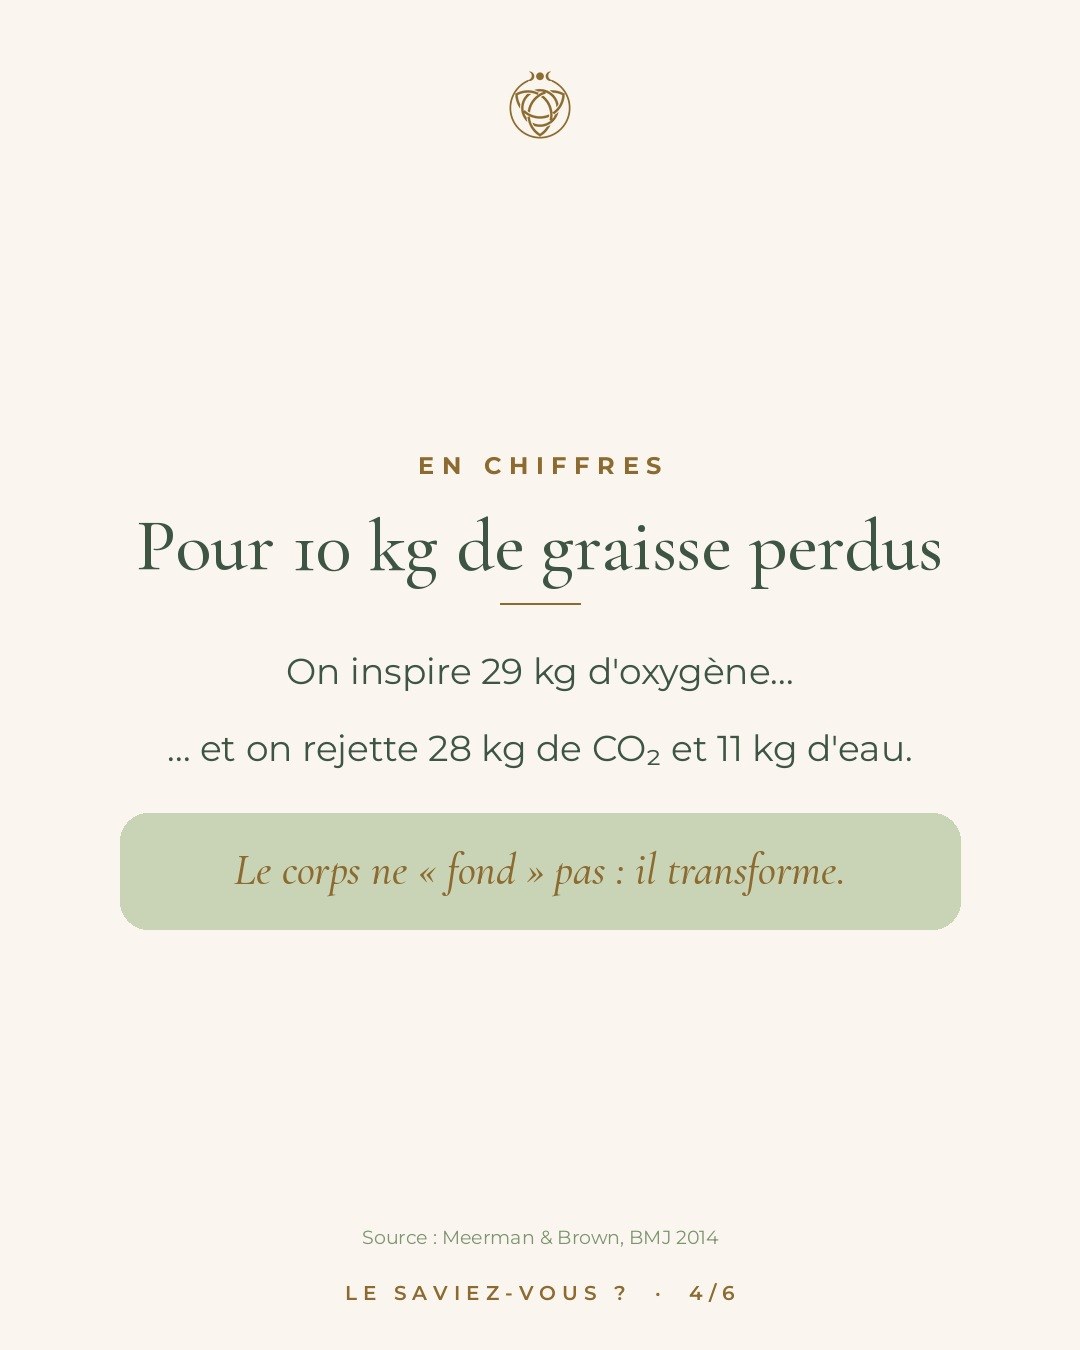 EN CHIFFRES
Pour 10 kg de graisse perdus
On inspire 29 kg d'oxygène...
... et on rejette 28 kg de CO₂ et 11 kg d'eau.
Le corps ne « fond » pas : il transforme.
Source : Meerman & Brown, BMJ 2014
LE SAVIEZ-VOUS ? · 4/6